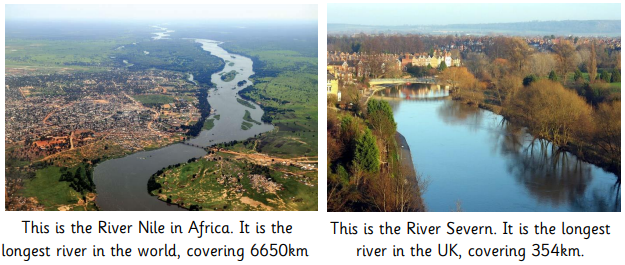 This is the River Nile in Africa. It is the
longest river in the world, covering 6650km
This is the River Severn. It is the longest
river in the UK, covering 354km.